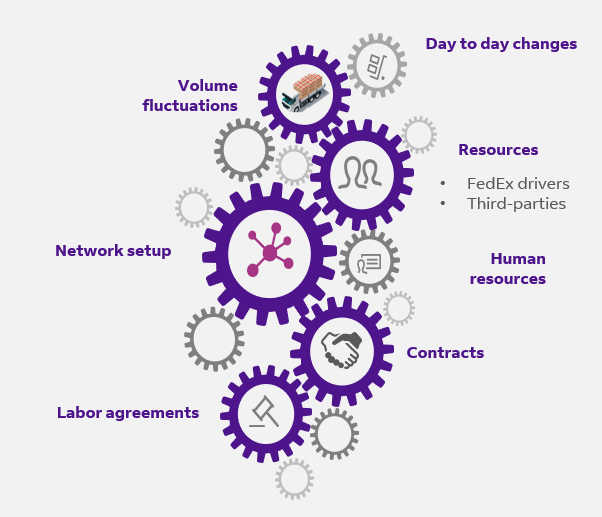 Day to day changes
Volume
fluctuations
Resources
• FedEx drivers
• Third-parties
Network setup
Human
resources
Contracts
Labor agreements